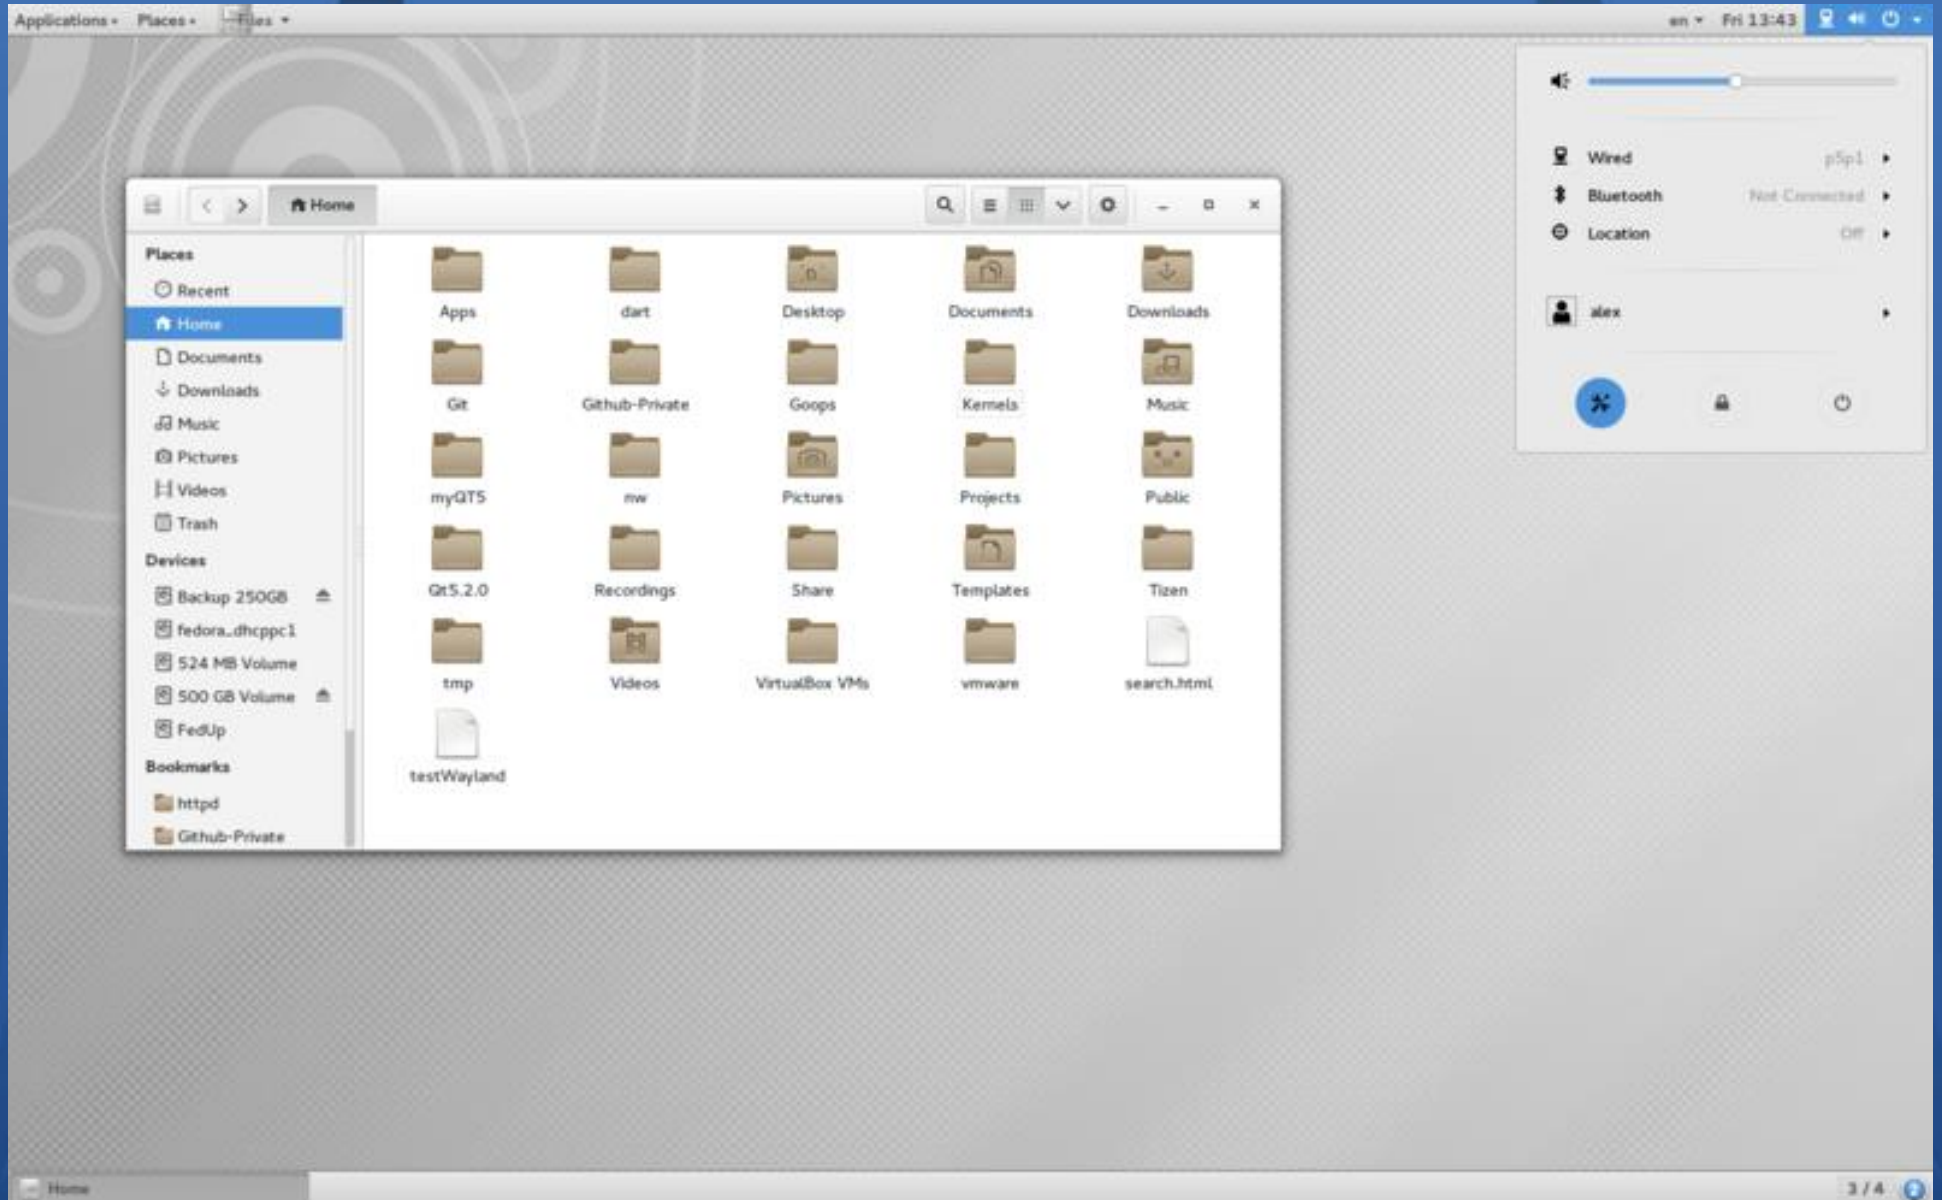 Applications Places Files en Fri 13:43
Home
Places
Recent
Home
Documents
Downloads
Music
Pictures
Videos
Trash
Devices
Backup 250GB
fedora_dhcppc1
524 MB Volume
500 GB Volume
FedUp
Bookmarks
httpd
Github-Private
Apps dart Desktop Documents Downloads
Git Github-Private Goops Kernels Music
myQT5 nw Pictures Projects Public
Qt5.2.0 Recordings Share Templates Tizen
tmp Videos VirtualBox VMs vmware search.html
testWayland
Wired p5p1
Bluetooth Not Connected
Location Off
alex
Home 3 / 4